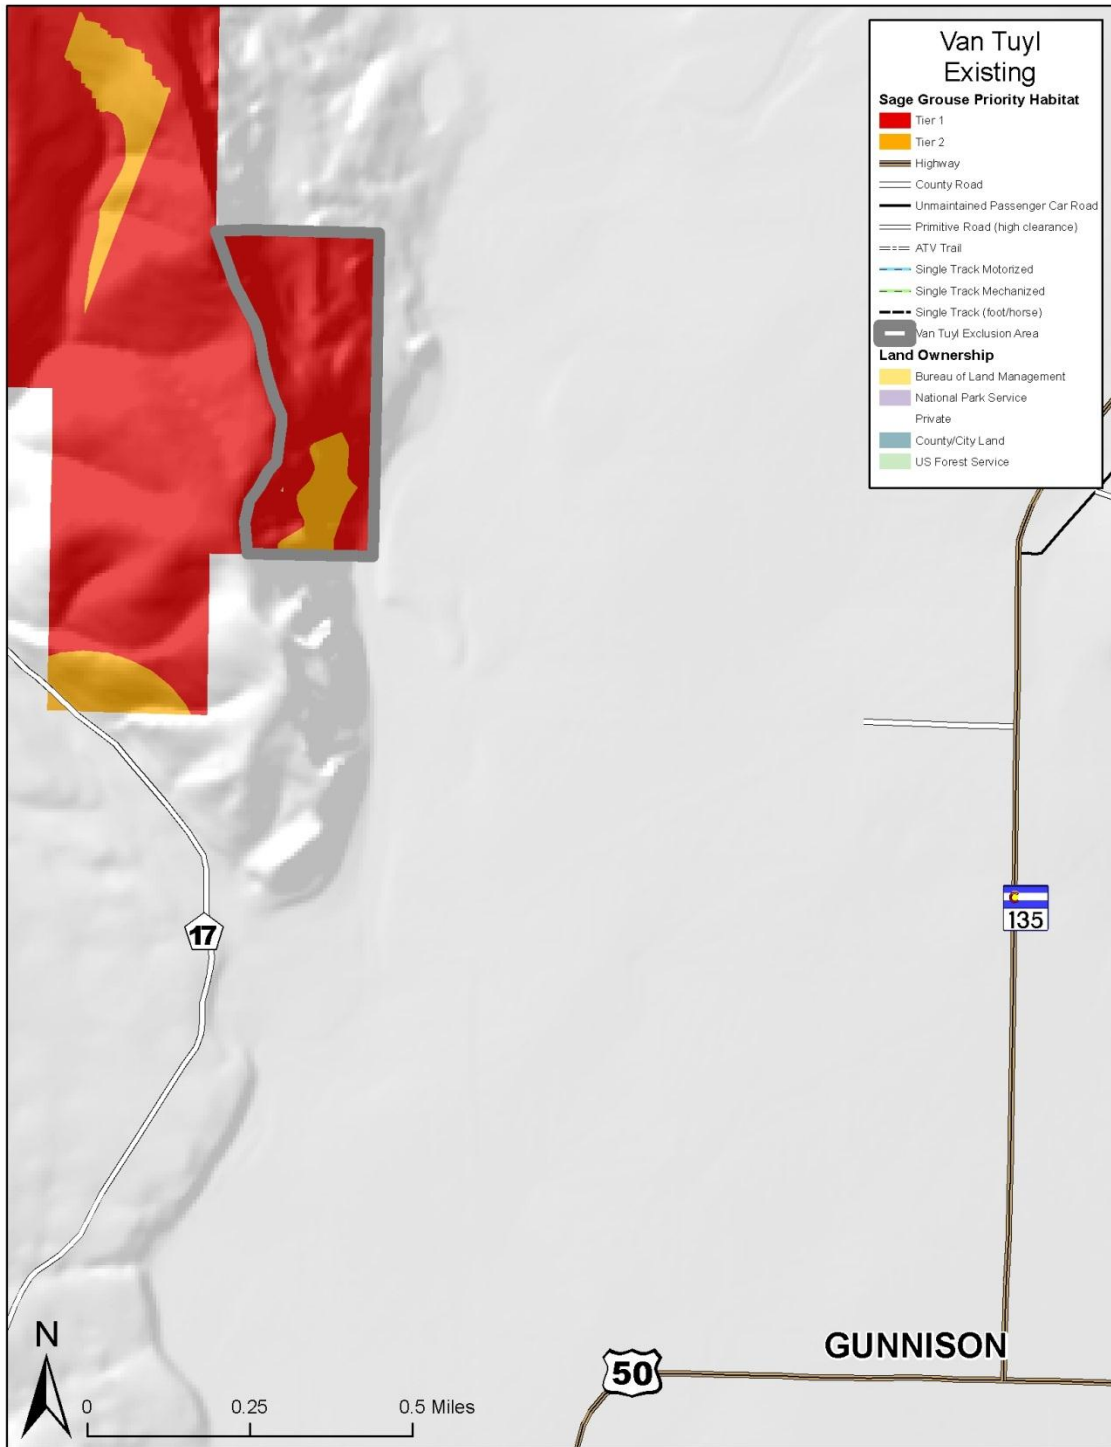 Van Tuyl
Existing
Sage Grouse Priority Habitat
Tier 1
Tier 2
Highway
County Road
Unmaintained Passenger Car Road
Primitive Road (high clearance)
ATV Trail
Single Track Motorized
Single Track Mechanized
Single Track (foot/horse)
Van Tuyl Exclusion Area
Land Ownership
Bureau of Land Management
National Park Service
Private
County/City Land
US Forest Service
C
135
17
GUNNISON
50
N
0 0.25 0.5 Miles